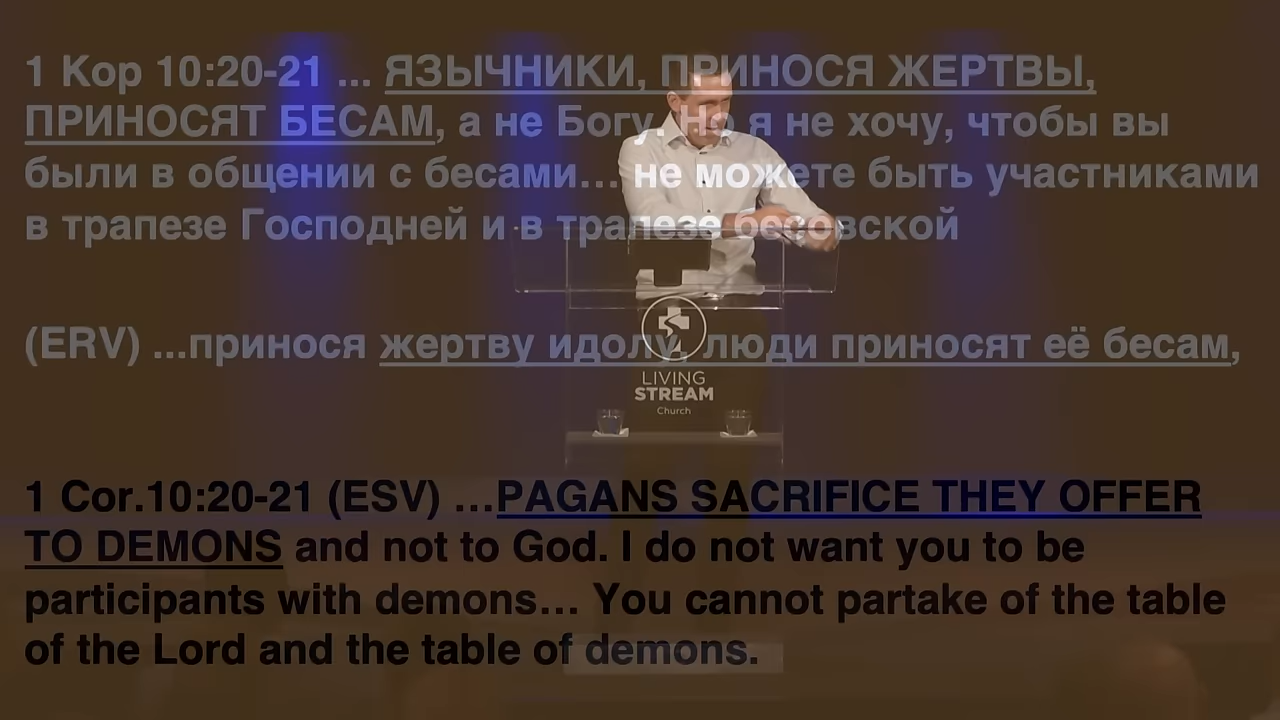 1 Кор 10:20-21 ... ЯЗЫЧНИКИ, ПРИНОСЯ ЖЕРТВЫ,
ПРИНОСЯТ БЕСАМ, а не Богу. Но я не хочу, чтобы вы
были в общении с бесами… не можете быть участниками
в трапезе Господней и в трапезе бесовской
(ERV) ...принося жертву идолу, люди приносят её бесам,
LIVING
STREAM
Church
1 Cor.10:20-21 (ESV) …PAGANS SACRIFICE THEY OFFER
TO DEMONS and not to God. I do not want you to be
participants with demons… You cannot partake of the table
of the Lord and the table of demons.